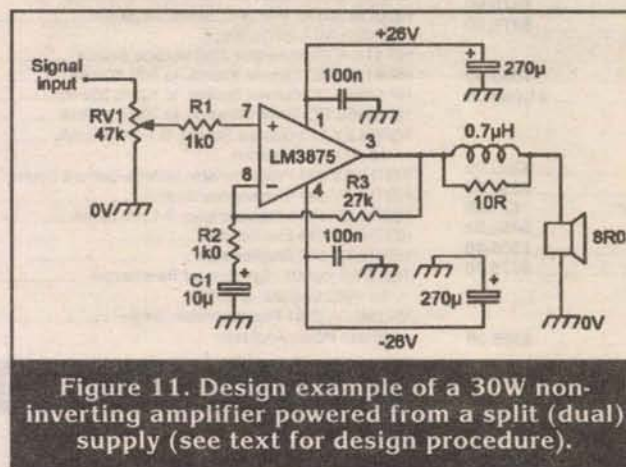 +26V
Signal
input
100n
270µ
RV1
47k
R1
1k0
7
+
1
LM3875
3
0.7µH
10R
8
−
4
R3
27k
0V
R2
1k0
100n
8R0
C1
10µ
+
270µ
+
0V
-26V
Figure 11. Design example of a 30W non-
inverting amplifier powered from a split (dual)
supply (see text for design procedure).